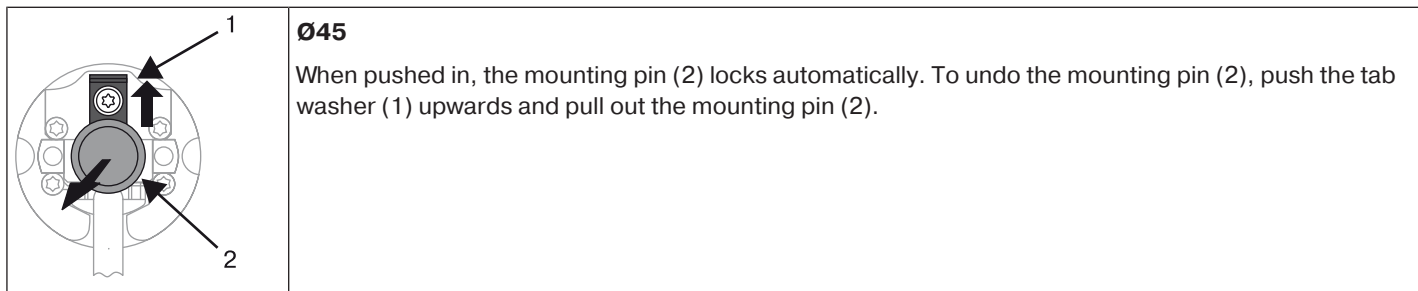 1
2
Ø45
When pushed in, the mounting pin (2) locks automatically. To undo the mounting pin (2), push the tab
washer (1) upwards and pull out the mounting pin (2).